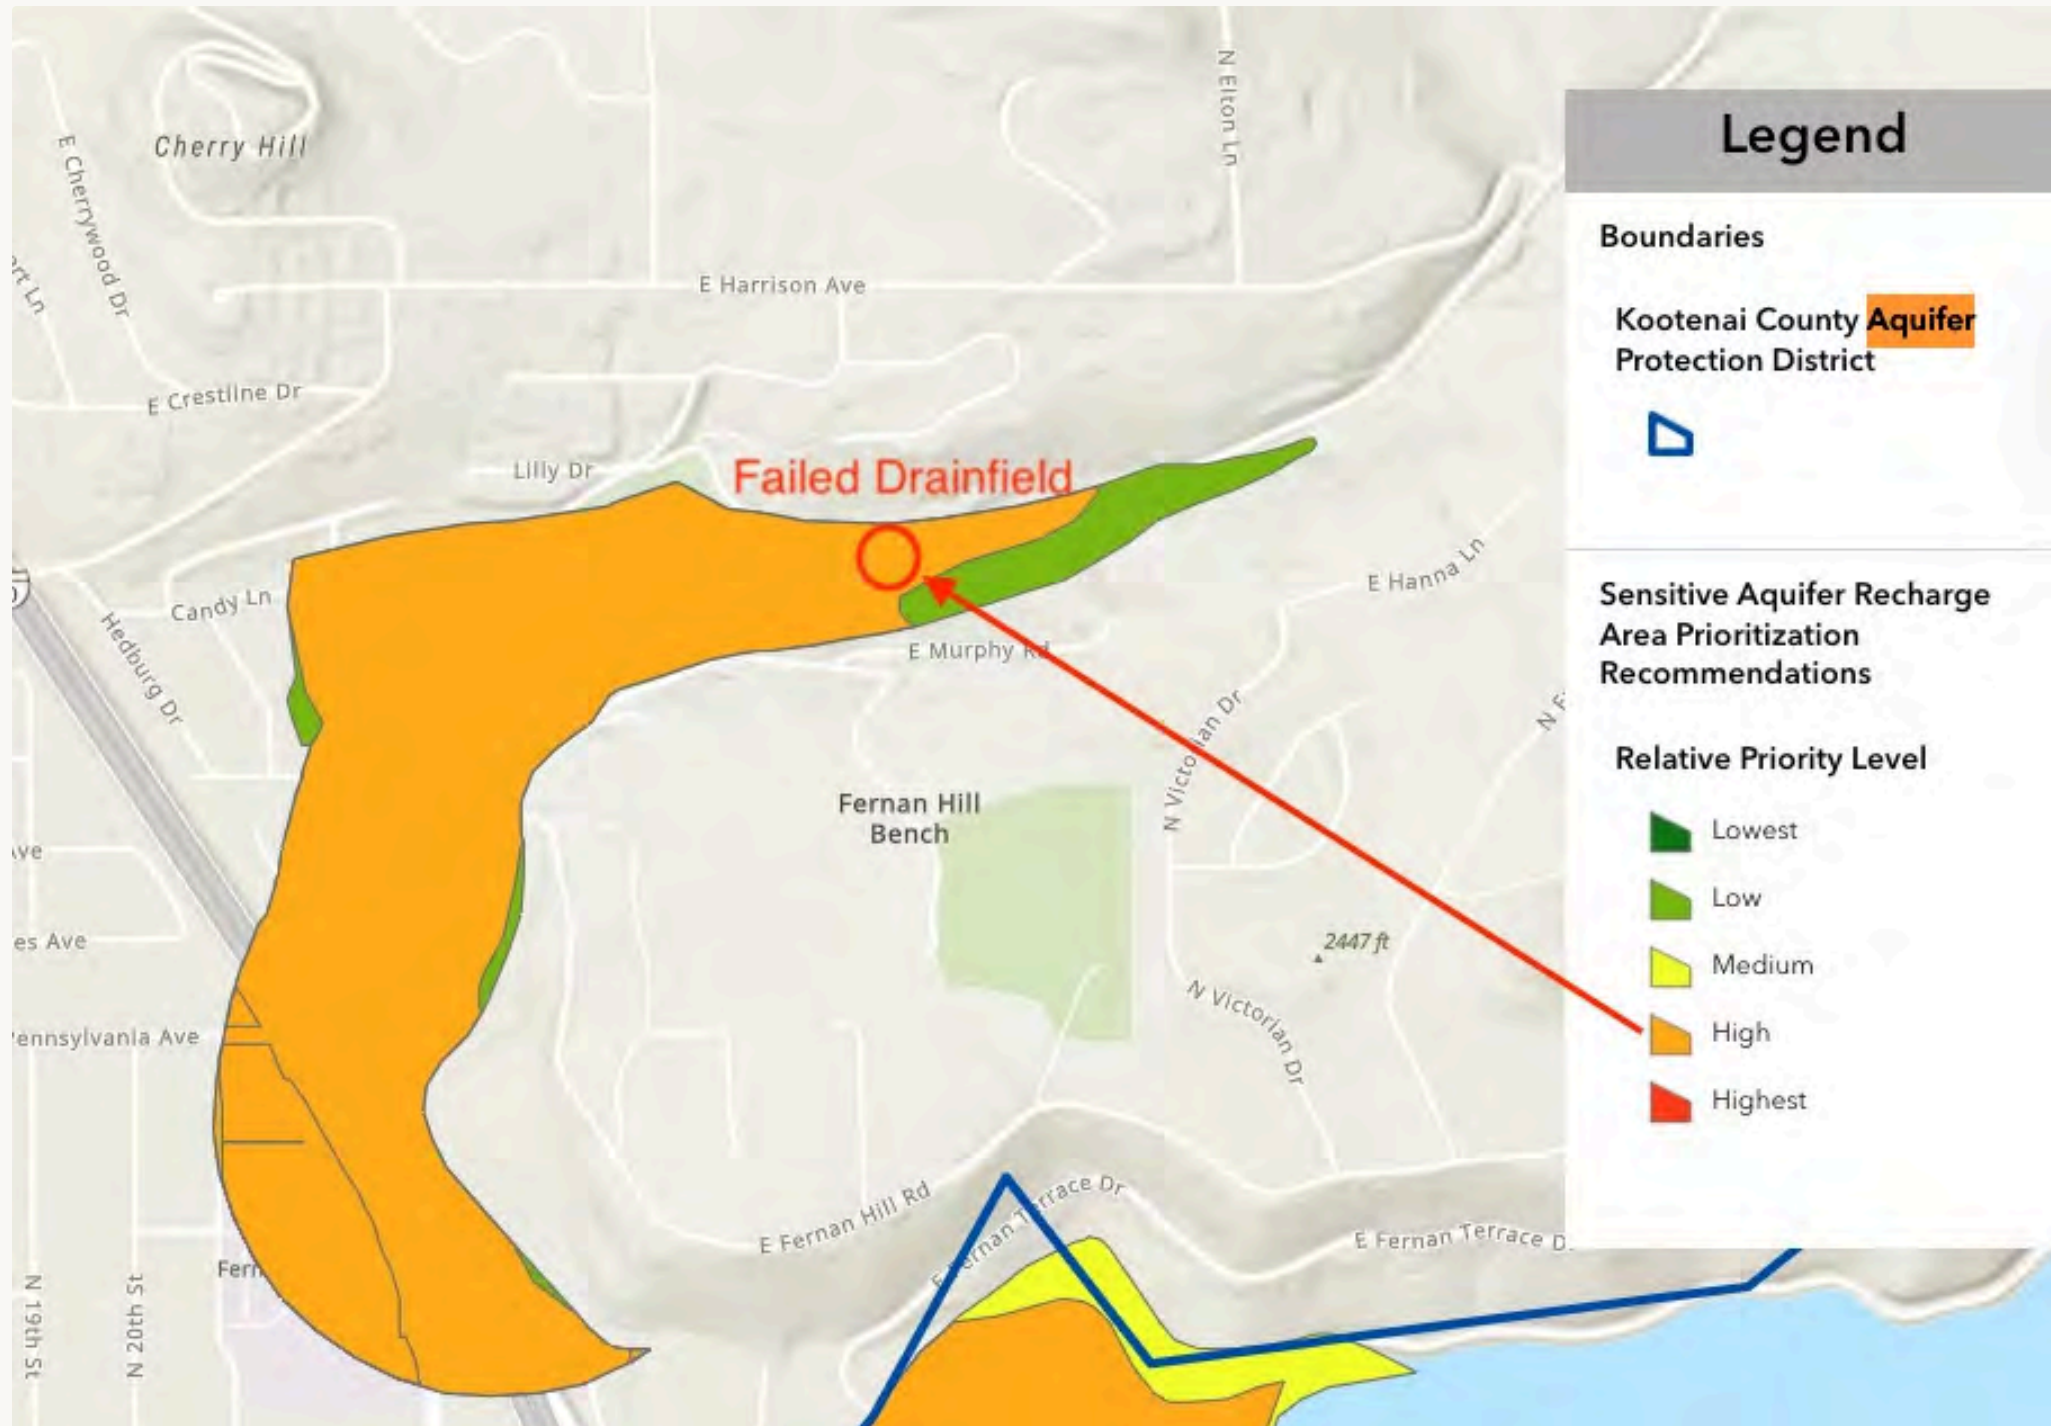 Cherry Hill
E Cherrywood Dr
N Elton Ln
E Harrison Ave
E Crestline Dr
Lilly Dr
Failed Drainfield
Candy Ln
Hedburg Dr
E Murphy Rd
E Hanna Ln
N Victorian Dr
Fernan Hill
Bench
2447 ft
N Victorian Dr
es Ave
ennsylvania Ave
E Fernan Hill Rd
E Fernan Terrace Dr
E Fernan Terrace D
Fern
N 19th St
N 20th St
Legend
Boundaries
Kootenai County Aquifer
Protection District
Sensitive Aquifer Recharge
Area Prioritization
Recommendations
Relative Priority Level
Lowest
Low
Medium
High
Highest